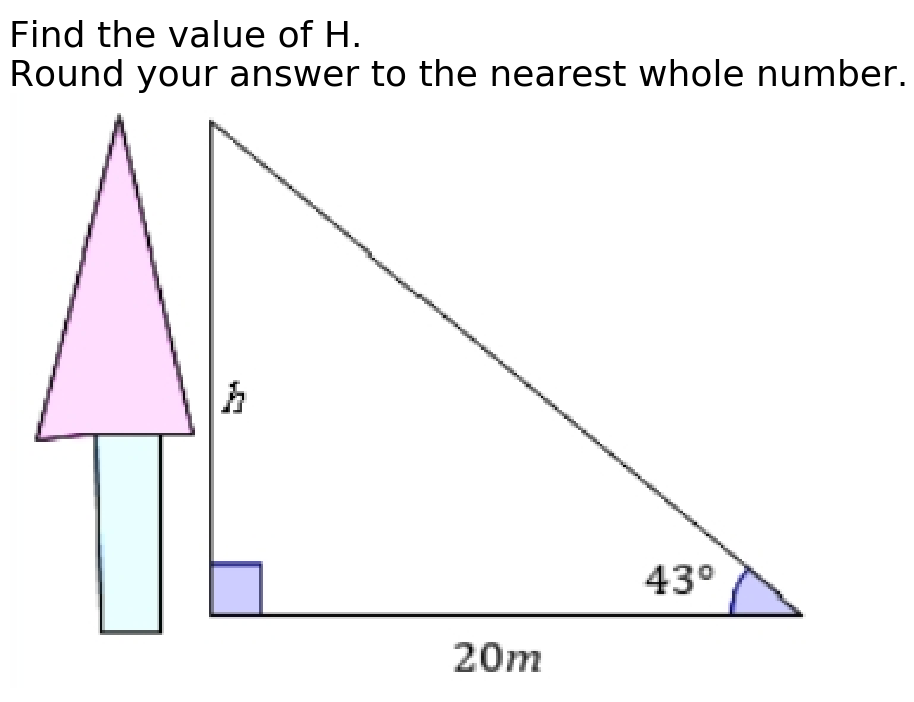 Find the value of H.
Round your answer to the nearest whole number.
h
43°
20m